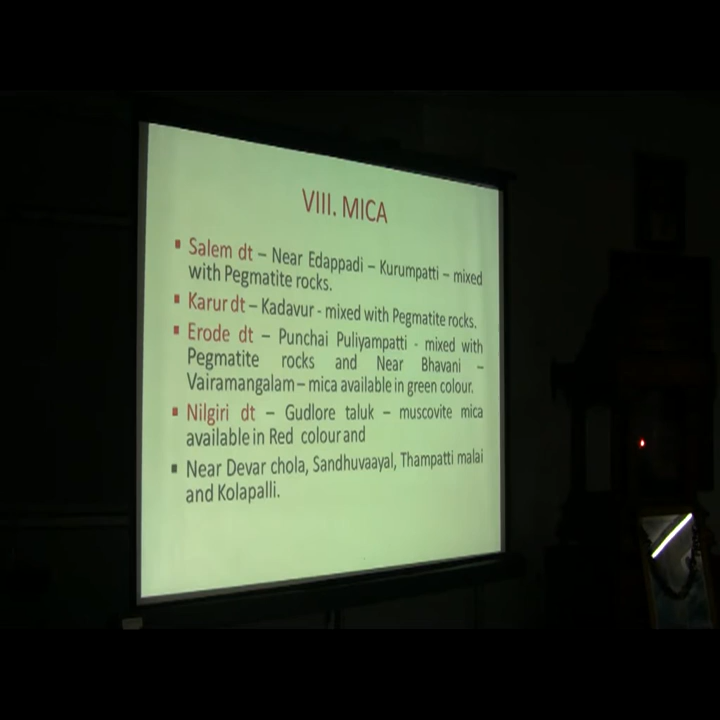 VIII. MICA
▪ Salem dt – Near Edappadi – Kurumpatti – mixed
with Pegmatite rocks.
▪ Karur dt – Kadavur - mixed with Pegmatite rocks.
▪ Erode dt – Punchai Puliyampatti - mixed with
Pegmatite rocks and Near Bhavani –
Vairamangalam – mica available in green colour.
▪ Nilgiri dt – Gudlore taluk – muscovite mica
available in Red colour and
▪ Near Devar chola, Sandhuvaayal, Thampatti malai
and Kolapalli.